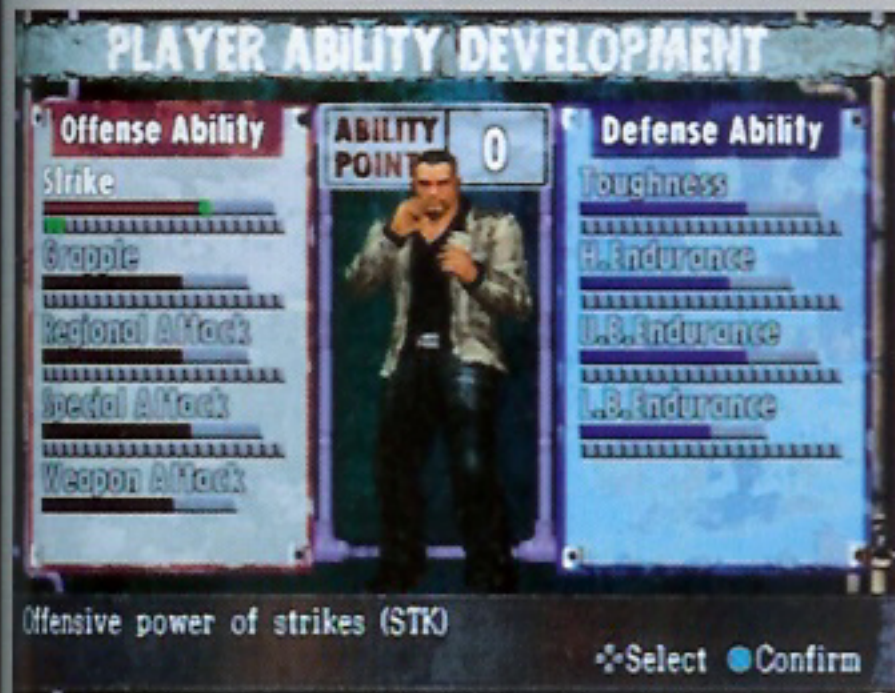 PLAYER ABILITY DEVELOPMENT
Offense Ability
Strike
Grapple
Regional Attack
Special Attack
Weapon Attack
ABILITY
POINT
0
Defense Ability
Toughness
H.Endurance
U.B.Endurance
L.B.Endurance
Offensive power of strikes (STK)
Select Confirm